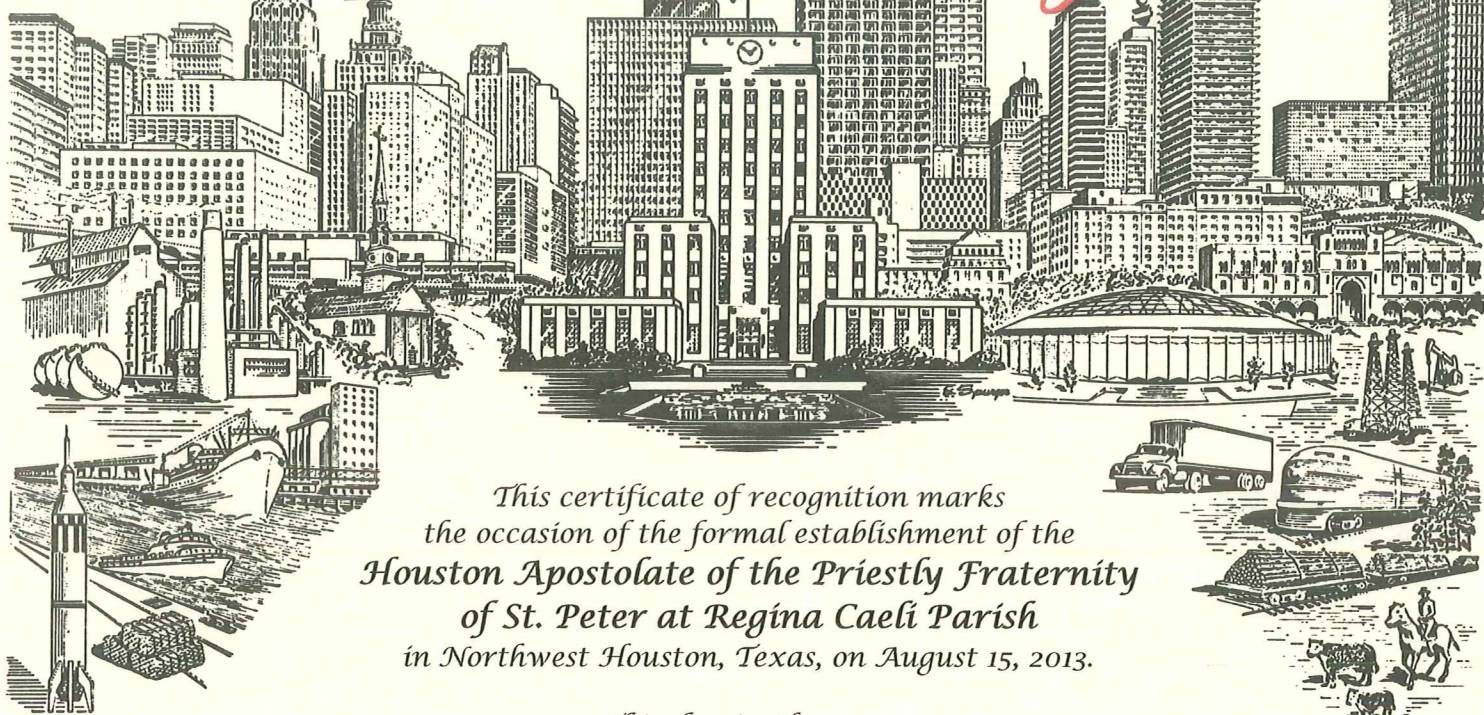 This certificate of recognition marks
the occasion of the formal establishment of the
Houston Apostolate of the Priestly Fraternity
of St. Peter at Regina Caeli Parish
in Northwest Houston, Texas, on August 15, 2013.